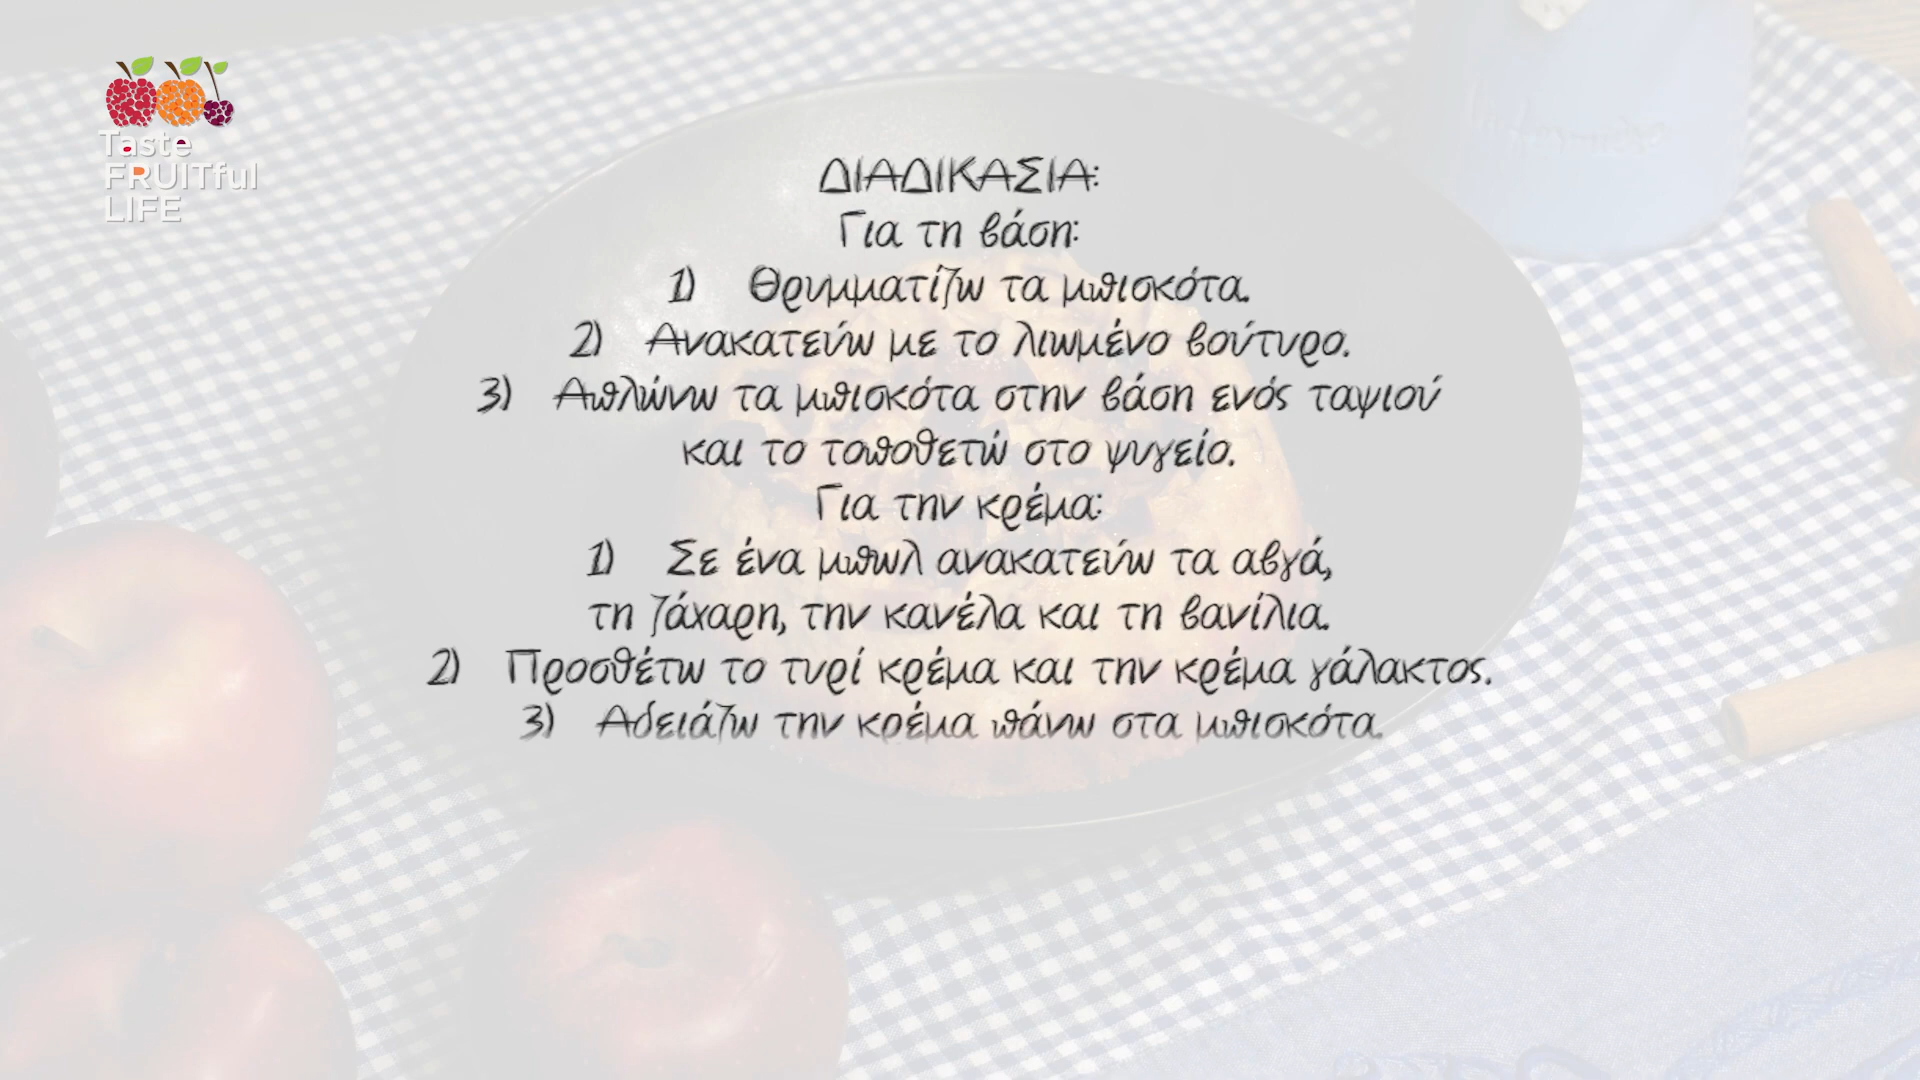 Taste
FRUITful
LIFE
ΔΙΑΔΙΚΑΣΙΑ:
Για τη βάση:
1) Θρυμματίζω τα μπισκότα.
2) Ανακατεύω με το λιωμένο βούτυρο.
3) Απλώνω τα μπισκότα στην βάση ενός ταψιού
και το τοποθετώ στο ψυγείο.
Για την κρέμα:
1) Σε ένα μπωλ ανακατεύω τα αβγά,
τη ζάχαρη, την κανέλα και τη βανίλια.
2) Προσθέτω το τυρί κρέμα και την κρέμα γάλακτος.
3) Αδειάζω την κρέμα πάνω στα μπισκότα.